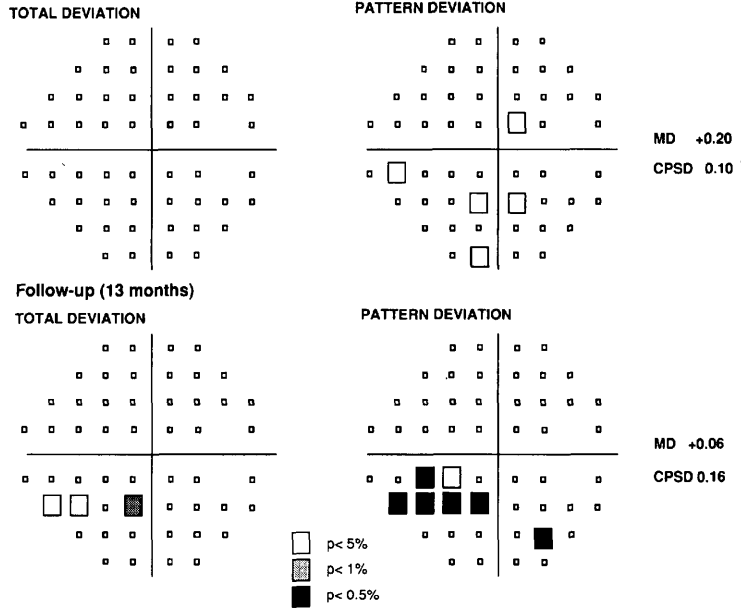 TOTAL DEVIATION
PATTERN DEVIATION
MD +0.20
CPSD 0.10
Follow-up (13 months)
TOTAL DEVIATION
PATTERN DEVIATION
MD +0.06
CPSD 0.16
p< 5%
p< 1%
p< 0.5%